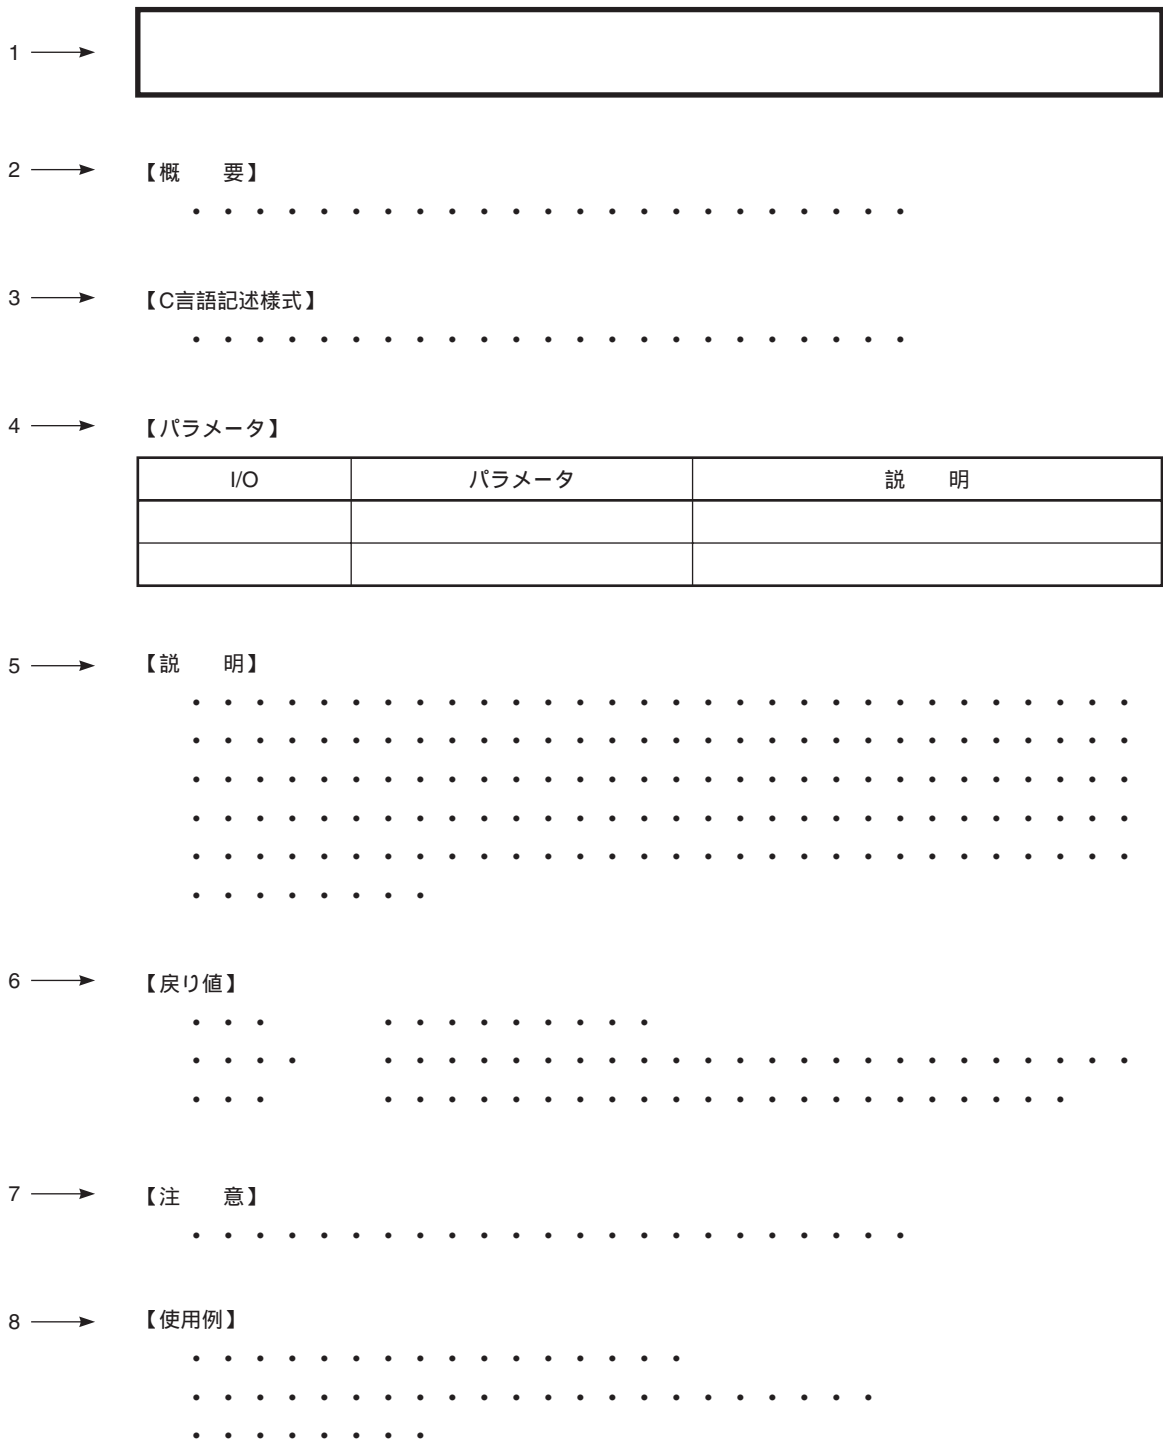 1
2 【概　要】
・・・・・・・・・・・・・・・・・・・・・・・
3 【C言語記述様式】
・・・・・・・・・・・・・・・・・・・・・・・
4 【パラメータ】
I/O パラメータ 説　明
5 【説　明】
・・・・・・・・・・・・・・・・・・・・・・・・・・・・・・
・・・・・・・・・・・・・・・・・・・・・・・・・・・・・・
・・・・・・・・・・・・・・・・・・・・・・・・・・・・・・
・・・・・・・・・・・・・・・・・・・・・・・・・・・・・・
・・・・・・・・・・・・・・・・・・・・・・・・・・・・・・
・・・・・・・・
6 【戻り値】
・・・ ・・・・・・・・・
・・・・ ・・・・・・・・・・・・・・・・・・・・・・・・
・・・ ・・・・・・・・・・・・・・・・・・・・・・
7 【注　意】
・・・・・・・・・・・・・・・・・・・・・・・
8 【使用例】
・・・・・・・・・・・・・・・・
・・・・・・・・・・・・・・・・・・・・・・
・・・・・・・・